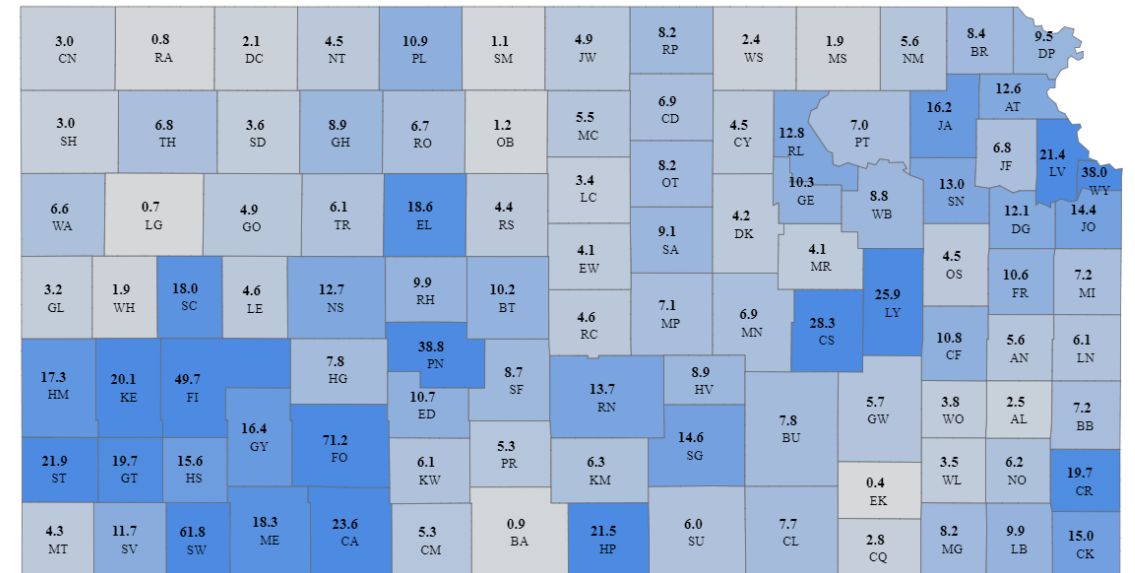 3.0
CN
0.8
RA
2.1
DC
4.5
NT
10.9
PL
1.1
SM
4.9
JW
8.2
RP
2.4
WS
1.9
MS
5.6
NM
8.4
BR
9.5
DP
3.0
SH
6.8
TH
3.6
SD
8.9
GH
6.7
RO
1.2
OB
5.5
MC
6.9
CD
4.5
CY
12.8
RL
7.0
PT
16.2
JA
12.6
AT
6.8
JF
21.4
LV
38.0
WY
6.6
WA
0.7
LG
4.9
GO
6.1
TR
18.6
EL
4.4
RS
3.4
LC
8.2
OT
4.2
DK
10.3
GE
8.8
WB
13.0
SN
12.1
DG
14.4
JO
3.2
GL
1.9
WH
18.0
SC
4.6
LE
12.7
NS
9.9
RH
10.2
BT
4.1
EW
9.1
SA
4.1
MR
4.5
OS
10.6
FR
7.2
MI
4.6
RC
7.1
MP
6.9
MN
28.3
CS
25.9
LY
10.8
CF
5.6
AN
6.1
LN
17.3
HM
20.1
KE
49.7
FI
7.8
HG
38.8
PN
10.7
ED
8.7
SF
13.7
RN
8.9
HV
7.8
BU
5.7
GW
3.8
WO
2.5
AL
7.2
BB
21.9
ST
19.7
GT
15.6
HS
16.4
GY
71.2
FO
6.1
KW
5.3
PR
6.3
KM
14.6
SG
0.4
EK
3.5
WL
6.2
NO
19.7
CR
4.3
MT
11.7
SV
61.8
SW
18.3
ME
23.6
CA
5.3
CM
0.9
BA
21.5
HP
6.0
SU
7.7
CL
2.8
CQ
8.2
MG
9.9
LB
15.0
CK